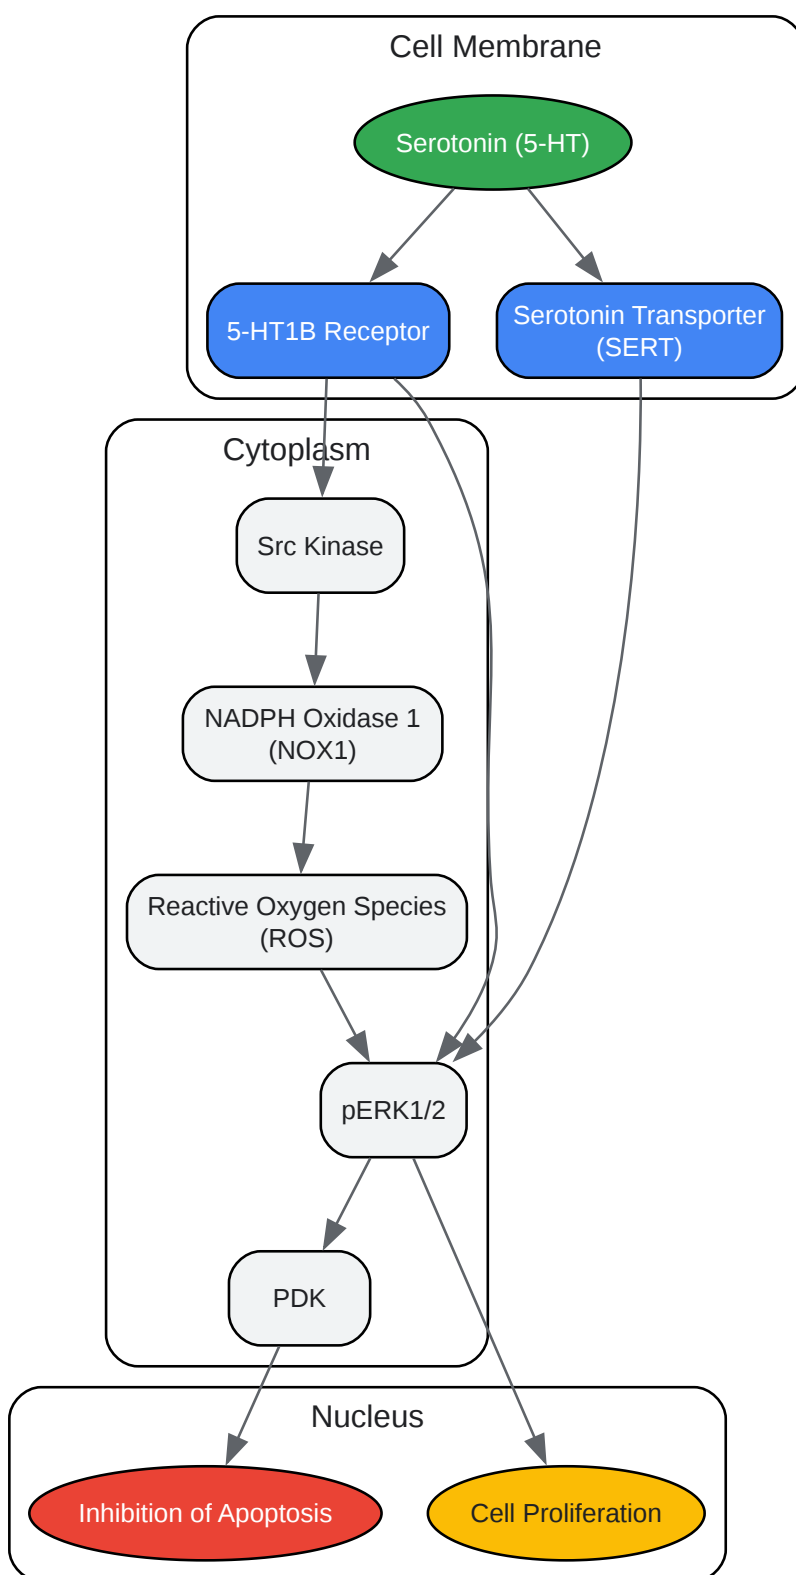 Cell Membrane
Serotonin (5-HT)
5-HT1B Receptor
Serotonin Transporter
(SERT)
Cytoplasm
Src Kinase
NADPH Oxidase 1
(NOX1)
Reactive Oxygen Species
(ROS)
pERK1/2
PDK
Nucleus
Inhibition of Apoptosis
Cell Proliferation